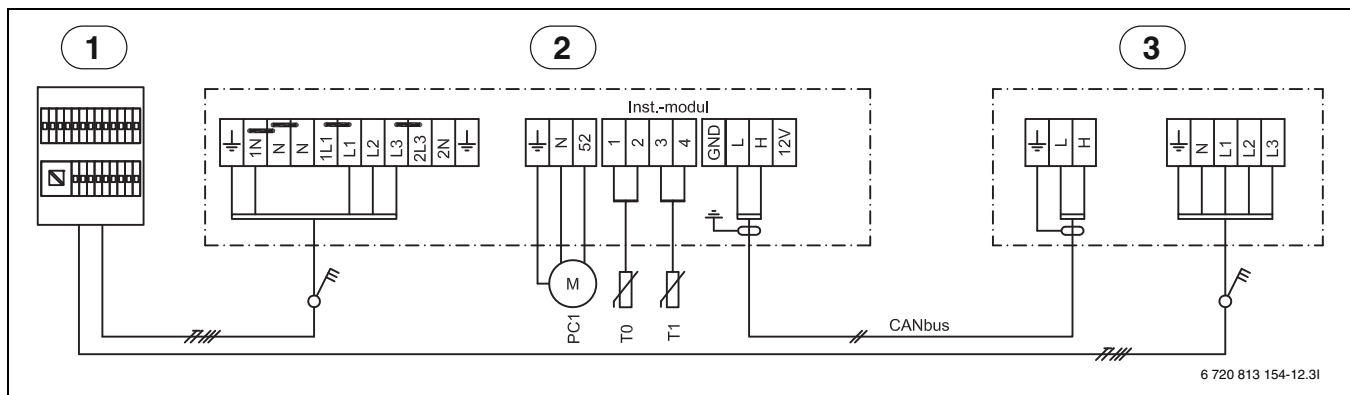 1
2
3
Inst.-modul
1N
N
N
1L1
L1
L2
L3
2L3
2N
N
52
1
2
3
4
GND
L
H
12V
L
H
N
L1
L2
L3
M
PC1
T0
T1
CANbus
6 720 813 154-12.3I